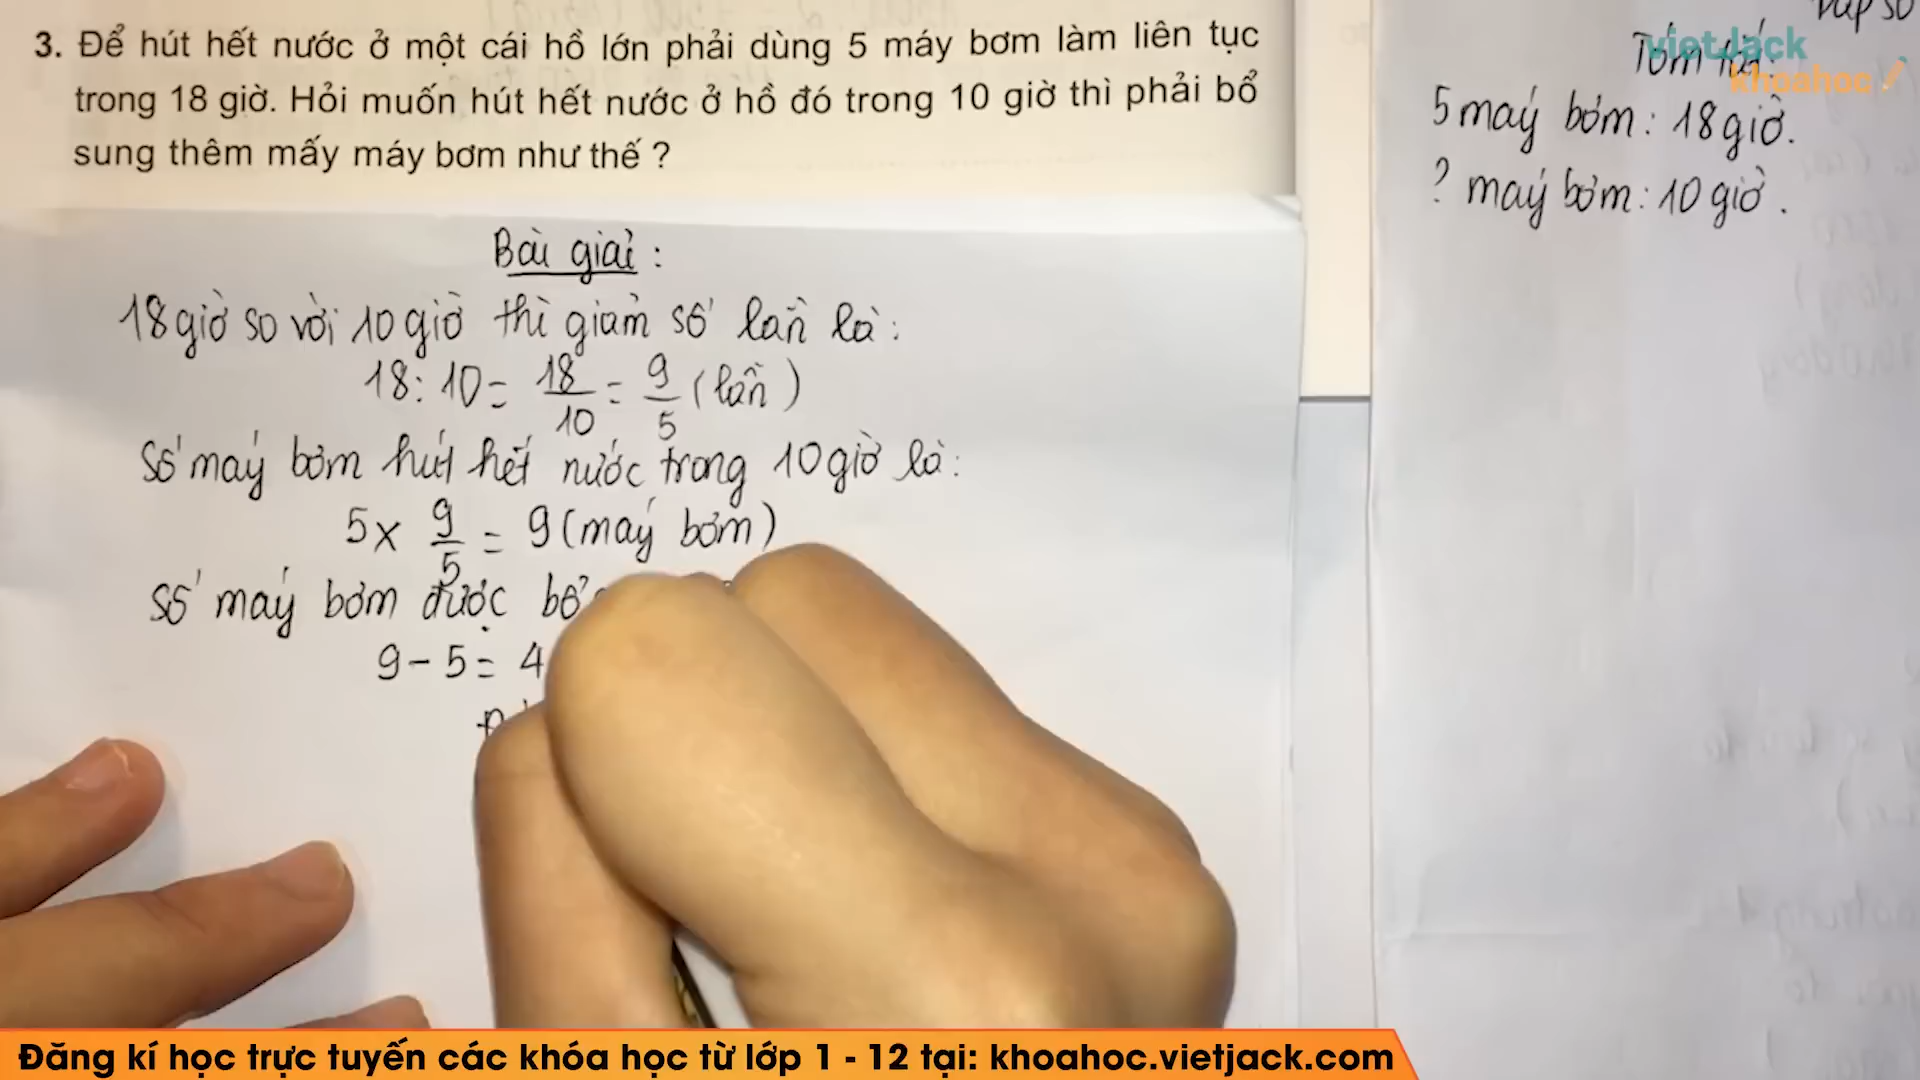 3. Để hút hết nước ở một cái hồ lớn phải dùng 5 máy bơm làm liên tục
trong 18 giờ. Hỏi muốn hút hết nước ở hồ đó trong 10 giờ thì phải bổ
sung thêm mấy máy bơm như thế ?
Bài giải :
18 giờ so với 10 giờ thì giảm số lần là :
18 : 10 = 18/10 = 9/5 (lần)
Số máy bơm hút hết nước trong 10 giờ là :
5 x 9/5 = 9 (máy bơm)
Số máy bơm được bổ
9 - 5 = 4
số
Tóm tắt:
vietJack
khoahoc
5 máy bơm : 18 giờ.
? máy bơm : 10 giờ.
Đăng kí học trực tuyến các khóa học từ lớp 1 - 12 tại: khoahoc.vietjack.com